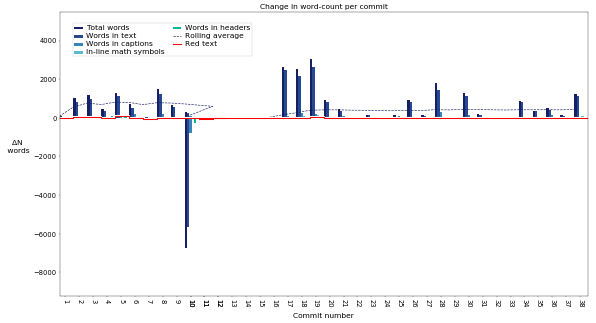 Change in word-count per commit
Total words
Words in text
Words in captions
in-line math symbols
Words in headers
Rolling average
Red text
4000
2000
0
−2000
−4000
−6000
−8000
ΔN
words
1 2 3 4 5 6 7 8 9 10 11 12 13 14 15 16 17 18 19 20 21 22 23 24 25 26 27 28 29 30 31 32 33 34 35 36 37 38
Commit number